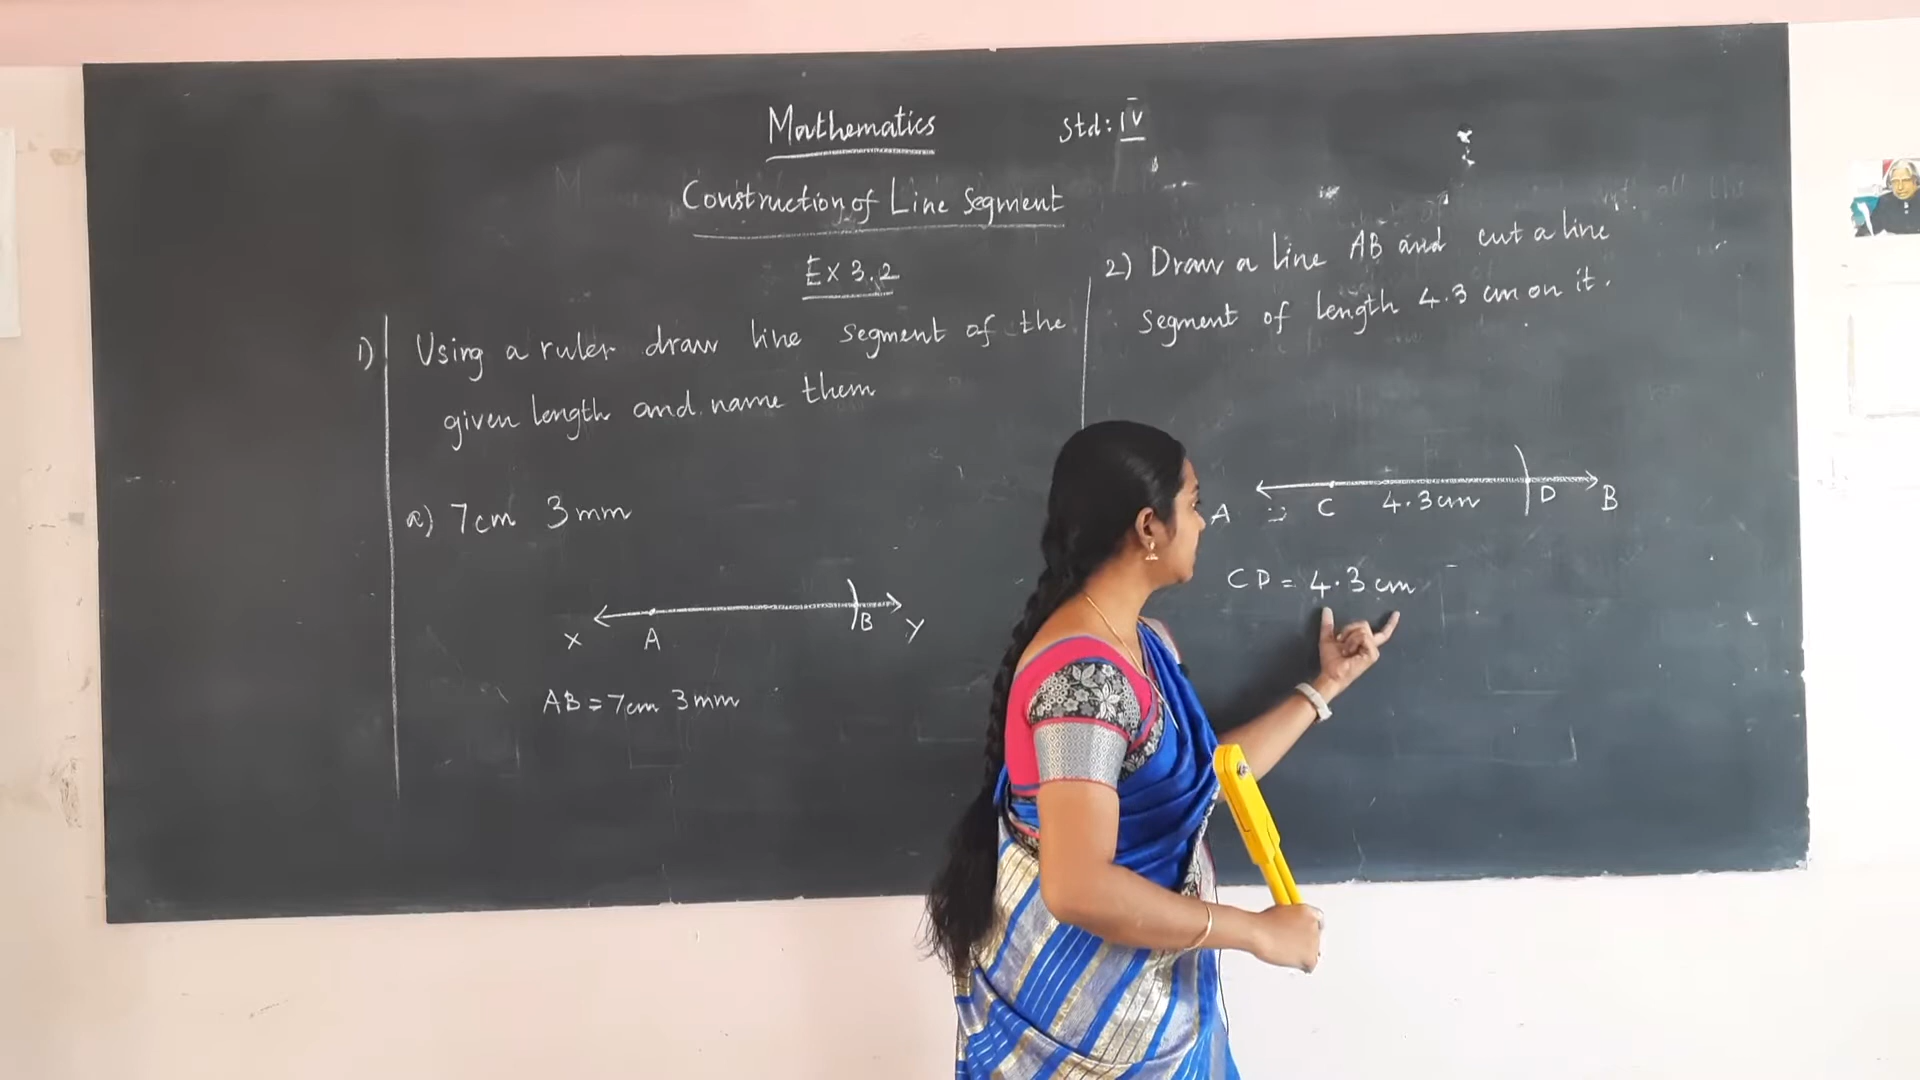 Mathematics
Std: IV
Construction of Line Segment
Ex 3.2
1) Using a ruler draw line segment of the
given length and name them
a) 7cm 3mm
X A B Y
AB = 7cm 3mm
2) Draw a line AB and cut a line
segment of length 4.3 cm on it.
A C 4.3cm D B
CD = 4.3cm